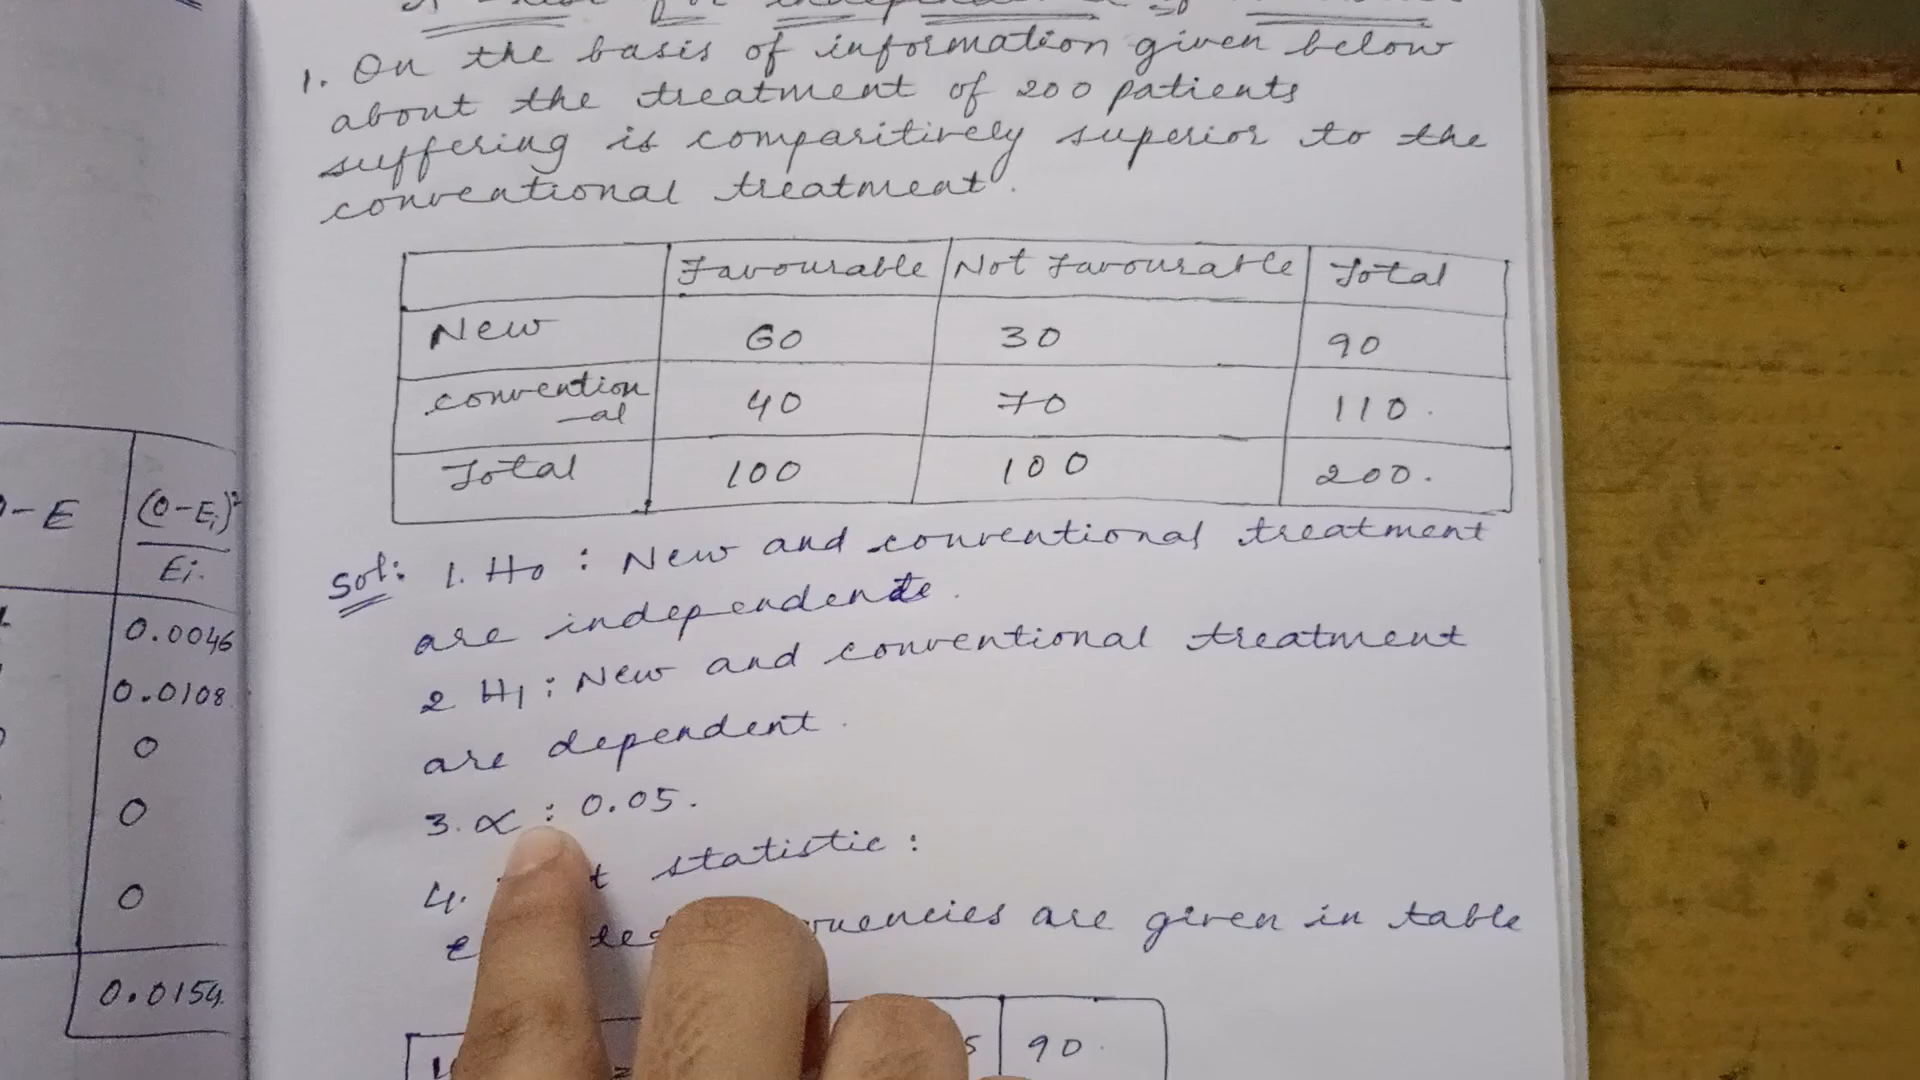 1. On the basis of information given below
about the treatment of 200 patients
suffering is comparitively superior to the
conventional treatment.
Favourable Not Favourable Total
New 60 30 90
convention
-al 40 70 110.
Total 100 100 200.
Sol: 1. H0 : New and conventional treatment
are independent.
2 H1 : New and conventional treatment
are dependent.
3. ∝ : 0.05.
4. statistic :
are given in table
90.
O-E (O-Ei)²
Ei.
0.0046
0.0108
0
0
0
0.0154